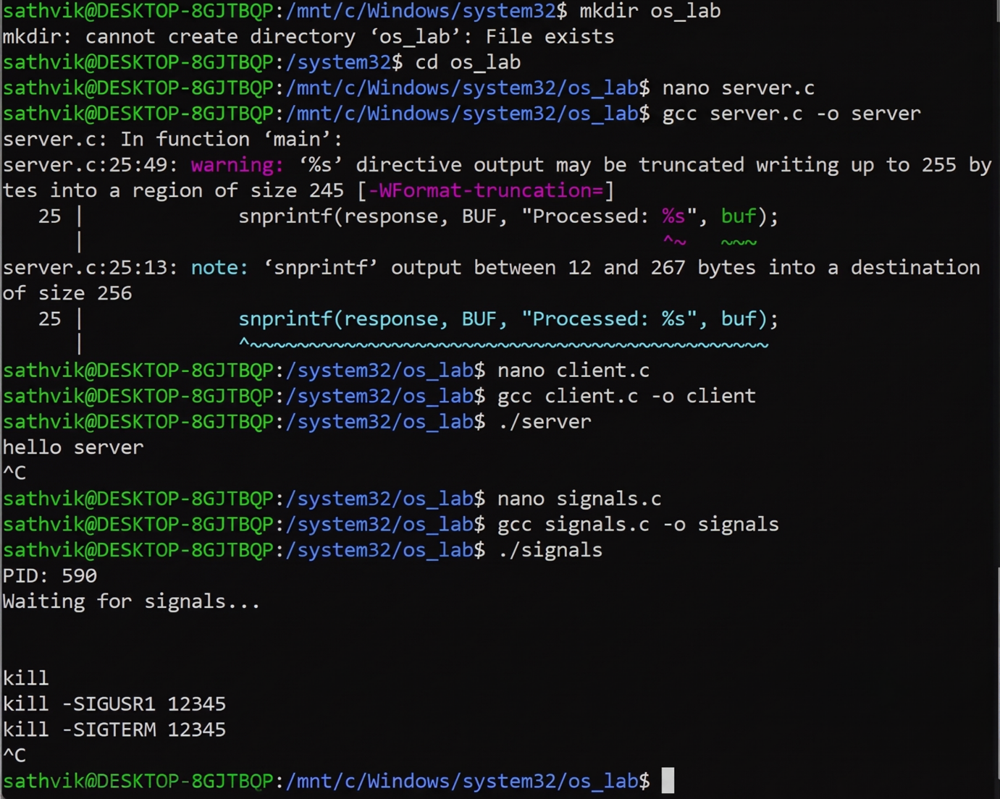 sathvik@DESKTOP-8GJTBQP:/mnt/c/Windows/system32$ mkdir os_lab
mkdir: cannot create directory ‘os_lab’: File exists
sathvik@DESKTOP-8GJTBQP:/system32$ cd os_lab
sathvik@DESKTOP-8GJTBQP:/mnt/c/Windows/system32/os_lab$ nano server.c
sathvik@DESKTOP-8GJTBQP:/mnt/c/Windows/system32/os_lab$ gcc server.c -o server
server.c: In function ‘main’:
server.c:25:49: warning: ‘%s’ directive output may be truncated writing up to 255 by
tes into a region of size 245 [-WFormat-truncation=]
   25 |             snprintf(response, BUF, "Processed: %s", buf);
      |                                                 ^~   ~~~
server.c:25:13: note: ‘snprintf’ output between 12 and 267 bytes into a destination
of size 256
   25 |             snprintf(response, BUF, "Processed: %s", buf);
      |             ^~~~~~~~~~~~~~~~~~~~~~~~~~~~~~~~~~~~~~~~~~~~~
sathvik@DESKTOP-8GJTBQP:/system32/os_lab$ nano client.c
sathvik@DESKTOP-8GJTBQP:/system32/os_lab$ gcc client.c -o client
sathvik@DESKTOP-8GJTBQP:/system32/os_lab$ ./server
hello server
^C
sathvik@DESKTOP-8GJTBQP:/system32/os_lab$ nano signals.c
sathvik@DESKTOP-8GJTBQP:/system32/os_lab$ gcc signals.c -o signals
sathvik@DESKTOP-8GJTBQP:/system32/os_lab$ ./signals
PID: 590
Waiting for signals...
kill
kill -SIGUSR1 12345
kill -SIGTERM 12345
^C
sathvik@DESKTOP-8GJTBQP:/mnt/c/Windows/system32/os_lab$